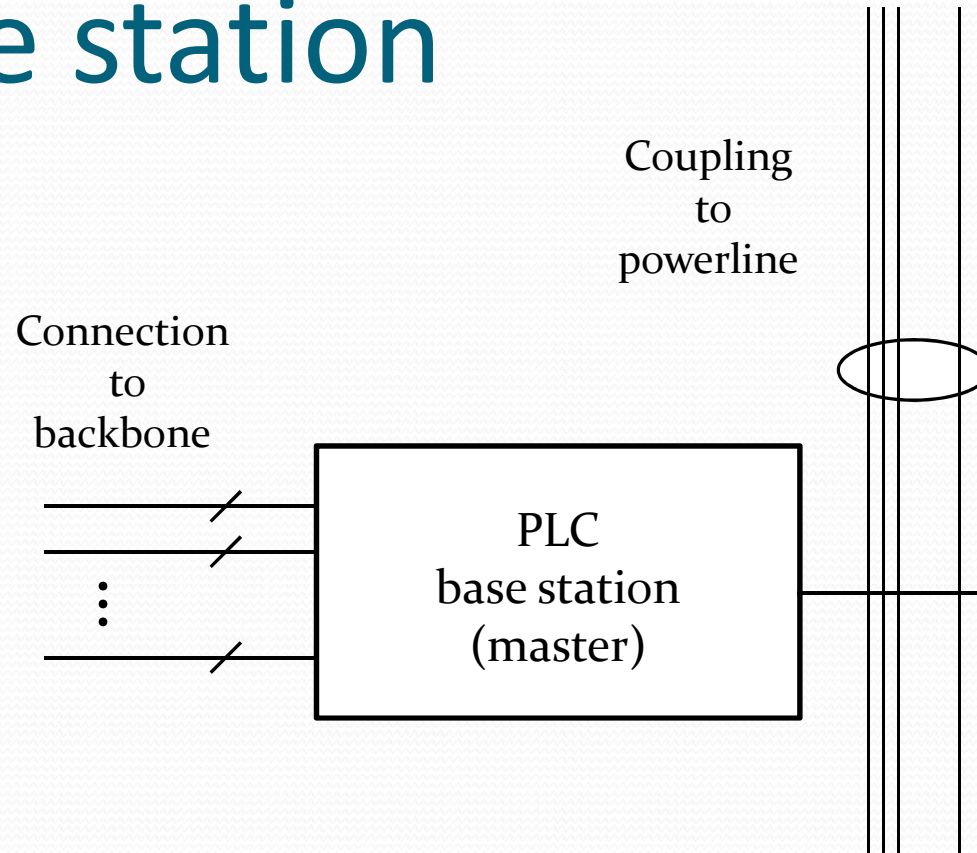 e station
Coupling
to
powerline
Connection
to
backbone
PLC
base station
(master)